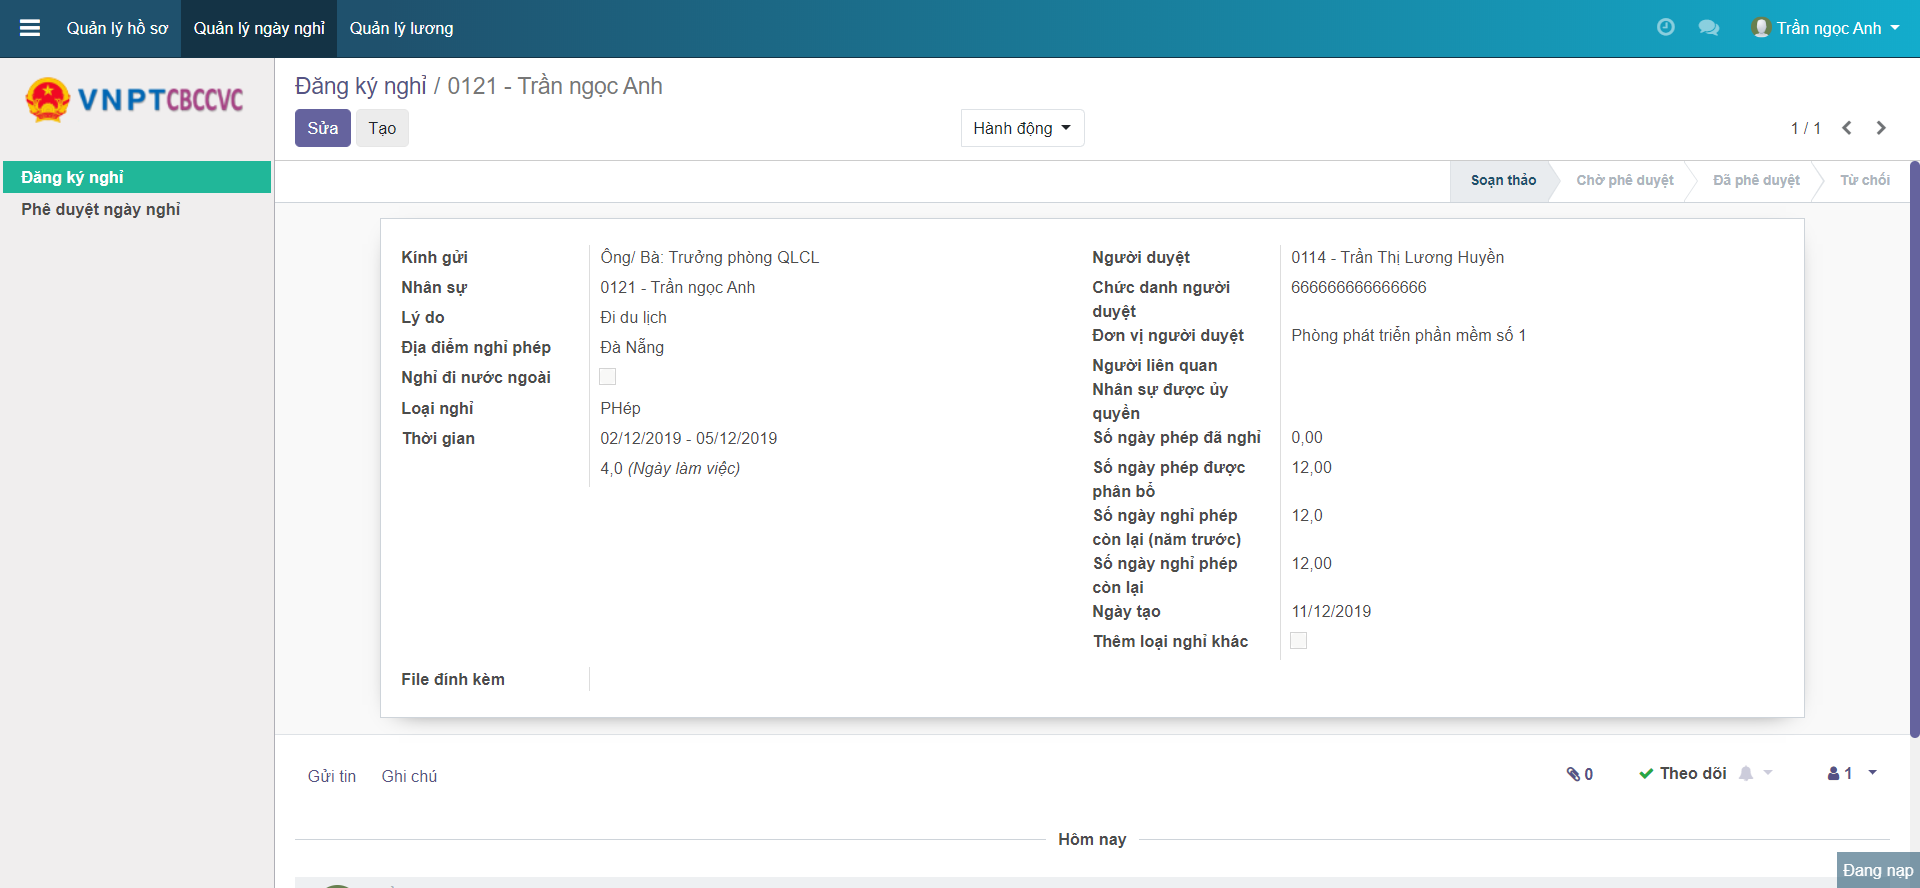 Quản lý hồ sơ
Quản lý ngày nghỉ
Quản lý lương
Trần ngọc Anh
VNPTCBCCVC
Đăng ký nghỉ
Phê duyệt ngày nghỉ
Đăng ký nghỉ / 0121 - Trần ngọc Anh
Sửa
Tạo
Hành động
1 / 1
Soạn thảo
Chờ phê duyệt
Đã phê duyệt
Từ chối
Kính gửi
Ông/ Bà: Trưởng phòng QLCL
Nhân sự
0121 - Trần ngọc Anh
Lý do
Đi du lịch
Địa điểm nghỉ phép
Đà Nẵng
Nghỉ đi nước ngoài
Loại nghỉ
PHép
Thời gian
02/12/2019 - 05/12/2019
4,0 (Ngày làm việc)
Người duyệt
0114 - Trần Thị Lương Huyền
Chức danh người
duyệt
666666666666666
Đơn vị người duyệt
Phòng phát triển phần mềm số 1
Người liên quan
Nhân sự được ủy
quyền
Số ngày phép đã nghỉ
0,00
Số ngày phép được
phân bổ
12,00
Số ngày nghỉ phép
còn lại (năm trước)
12,0
Số ngày nghỉ phép
còn lại
12,00
Ngày tạo
11/12/2019
Thêm loại nghỉ khác
File đính kèm
Gửi tin
Ghi chú
0
Theo dõi
1
Hôm nay
Đang nạp